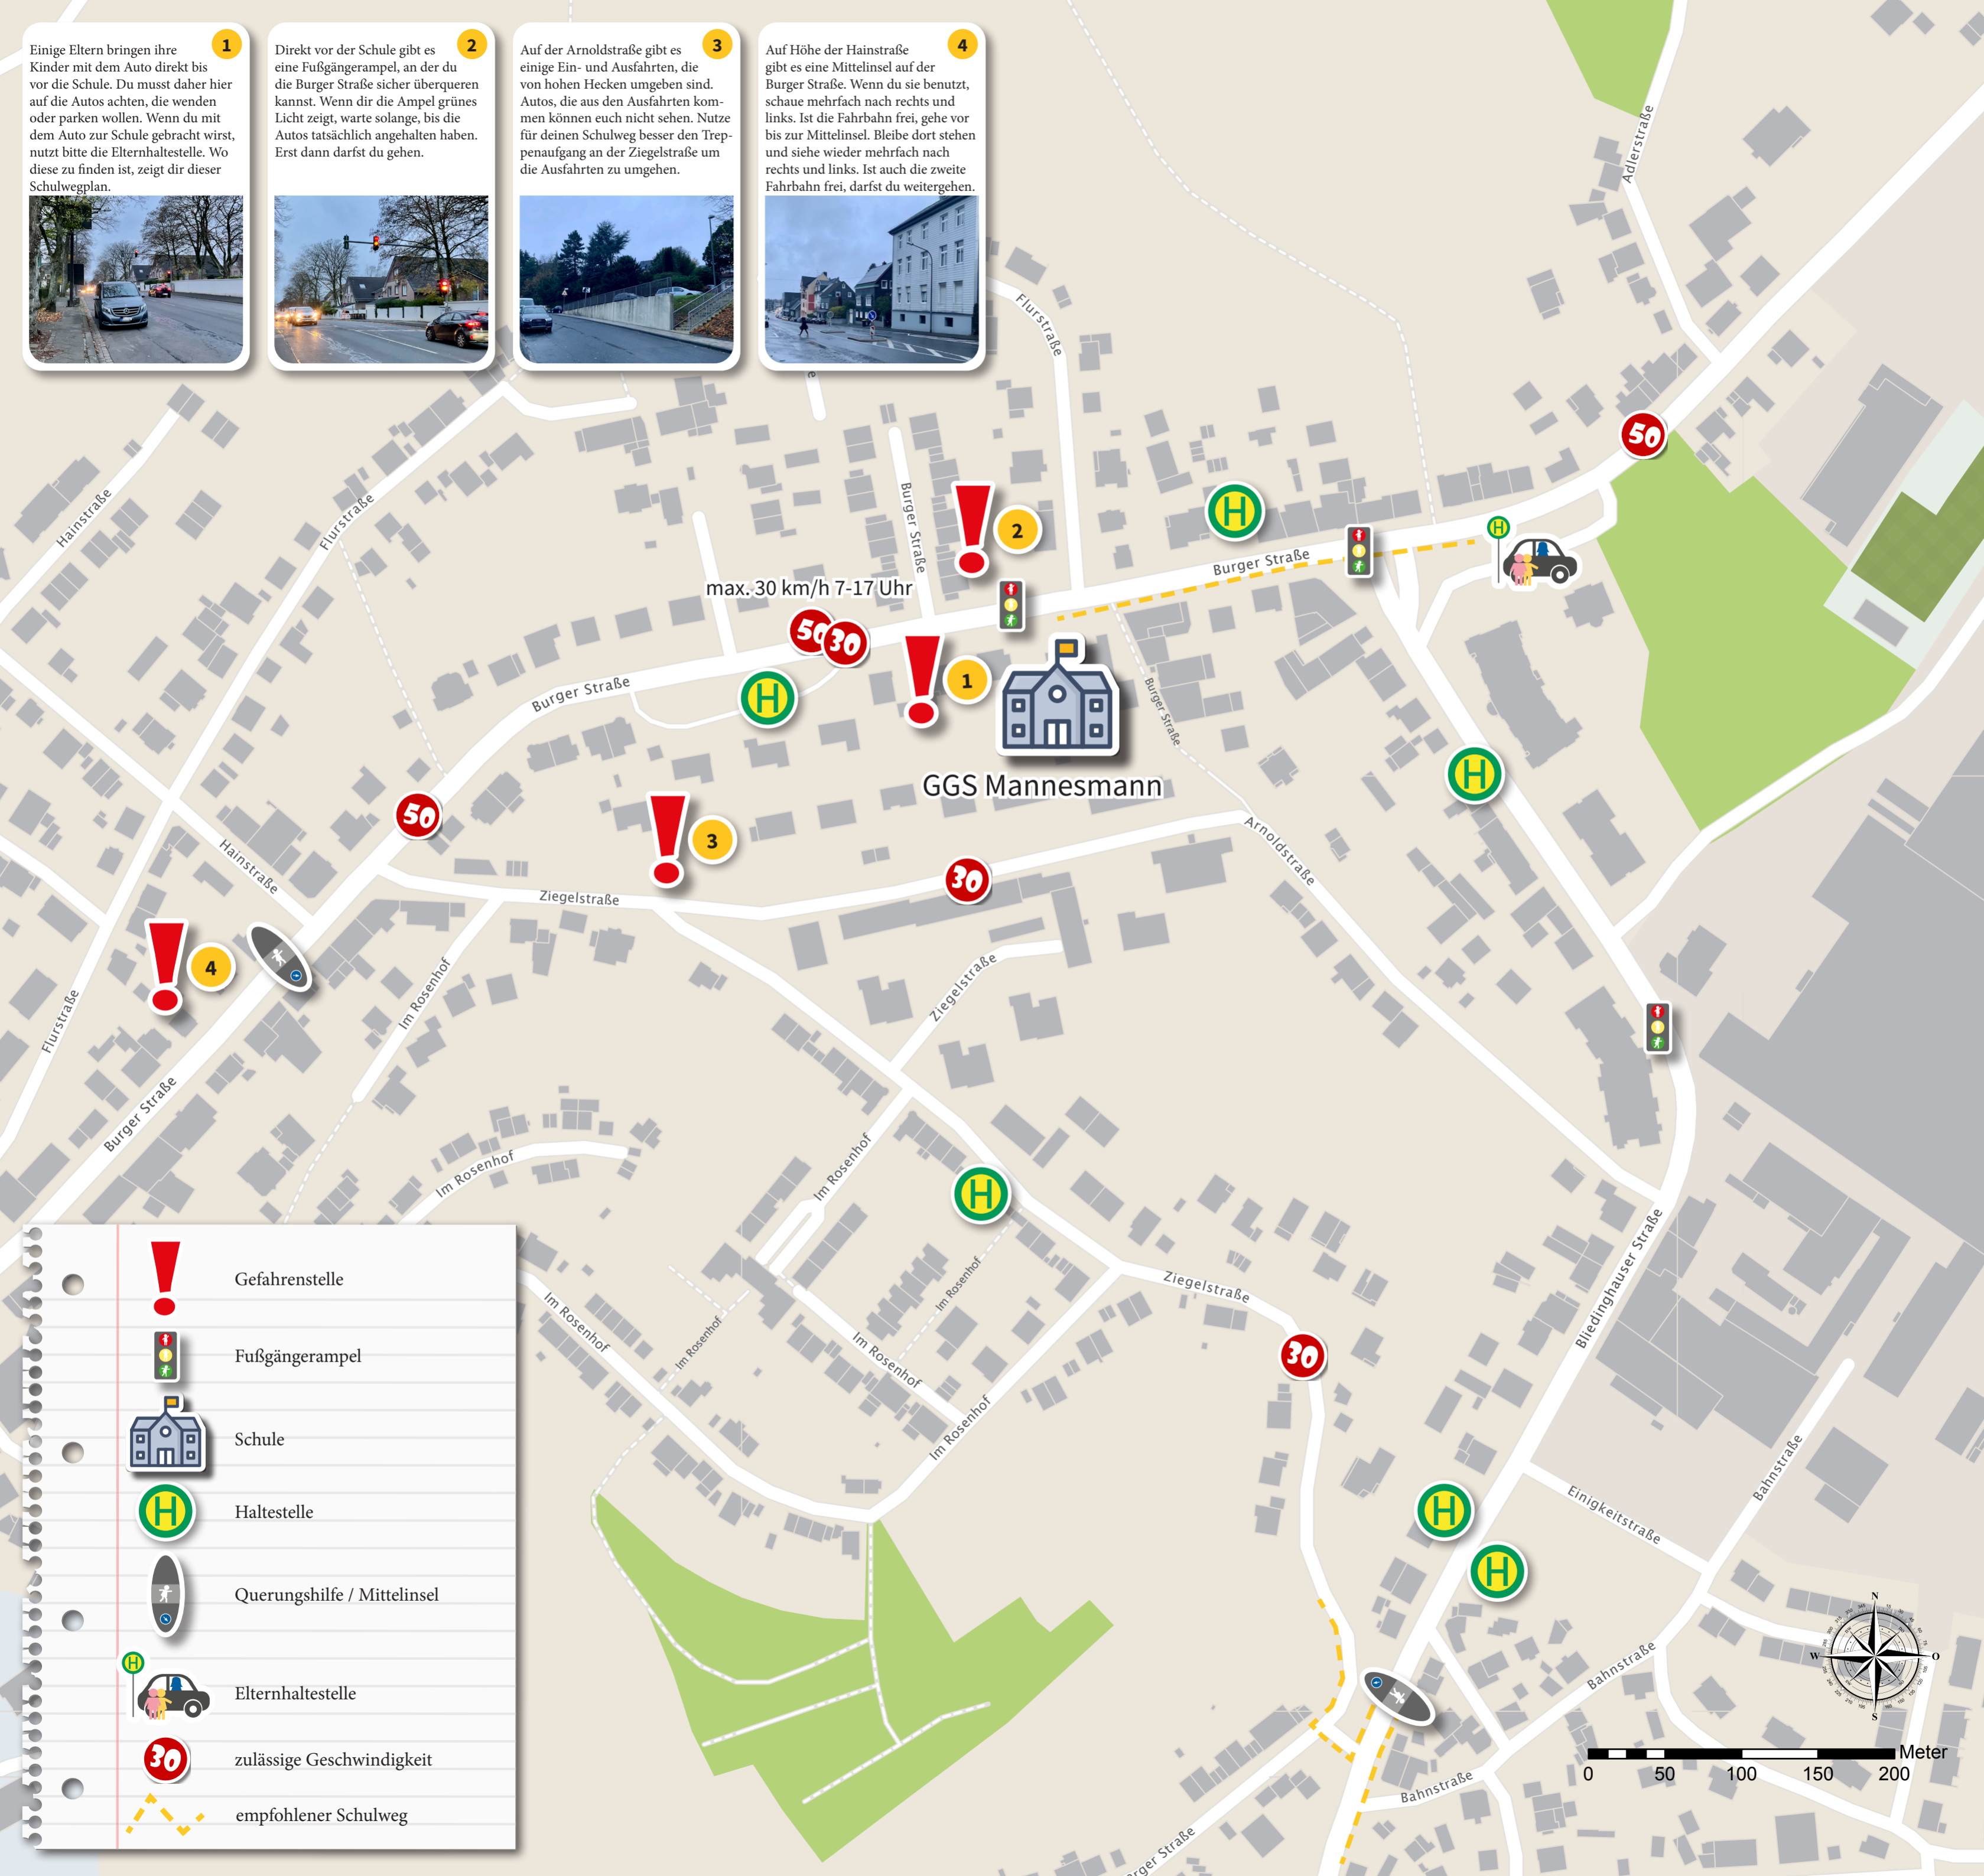 1
Einige Eltern bringen ihre
Kinder mit dem Auto direkt bis
vor die Schule. Du musst daher hier
auf die Autos achten, die wenden
oder parken wollen. Wenn du mit
dem Auto zur Schule gebracht wirst,
nutzt bitte die Elternhaltestelle. Wo
diese zu finden ist, zeigt dir dieser
Schulwegplan.
2
Direkt vor der Schule gibt es
eine Fußgängerampel, an der du
die Burger Straße sicher überqueren
kannst. Wenn dir die Ampel grünes
Licht zeigt, warte solange, bis die
Autos tatsächlich angehalten haben.
Erst dann darfst du gehen.
3
Auf der Arnoldstraße gibt es
einige Ein- und Ausfahrten, die
von hohen Hecken umgeben sind.
Autos, die aus den Ausfahrten kom-
men können euch nicht sehen. Nutze
für deinen Schulweg besser den Trep-
penaufgang an der Ziegelstraße um
die Ausfahrten zu umgehen.
4
Auf Höhe der Hainstraße
gibt es eine Mittelinsel auf der
Burger Straße. Wenn du sie benutzt,
schaue mehrfach nach rechts und
links. Ist die Fahrbahn frei, gehe vor
bis zur Mittelinsel. Bleibe dort stehen
und siehe wieder mehrfach nach
rechts und links. Ist auch die zweite
Fahrbahn frei, darfst du weitergehen.
Adlerstraße
Flurstraße
50
Hainstraße
Flurstraße
Burger Straße
2
H
H
Burger Straße
max. 30 km/h 7-17 Uhr
50
30
Burger Straße
H
1
Burger Straße
GGS Mannesmann
H
50
3
Hainstraße
Arnoldstraße
30
Ziegelstraße
4
Flurstraße
Im Rosenhof
Ziegelstraße
Burger Straße
Im Rosenhof
Im Rosenhof
H
Bliedinghauser Straße
Ziegelstraße
Im Rosenhof
Im Rosenhof
Im Rosenhof
Im Rosenhof
Im Rosenhof
30
Bahnstraße
H
Einigkeitstraße
H
Bahnstraße
Bahnstraße
rger Straße
N
W
O
S
Meter
0 50 100 150 200
Gefahrenstelle
Fußgängerampel
Schule
H
Haltestelle
Querungshilfe / Mittelinsel
H
Elternhaltestelle
30
zulässige Geschwindigkeit
empfohlener Schulweg